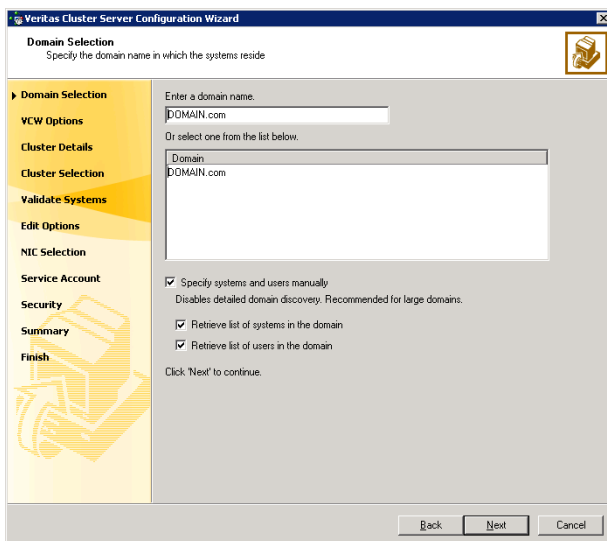 Veritas Cluster Server Configuration Wizard
Domain Selection
Specify the domain name in which the systems reside
Domain Selection
VCW Options
Cluster Details
Cluster Selection
Validate Systems
Edit Options
NIC Selection
Service Account
Security
Summary
Finish
Enter a domain name.
DOMAIN.com
Or select one from the list below.
Domain
DOMAIN.com
Specify systems and users manually
Disables detailed domain discovery. Recommended for large domains.
Retrieve list of systems in the domain
Retrieve list of users in the domain
Click 'Next' to continue.
Back Next Cancel